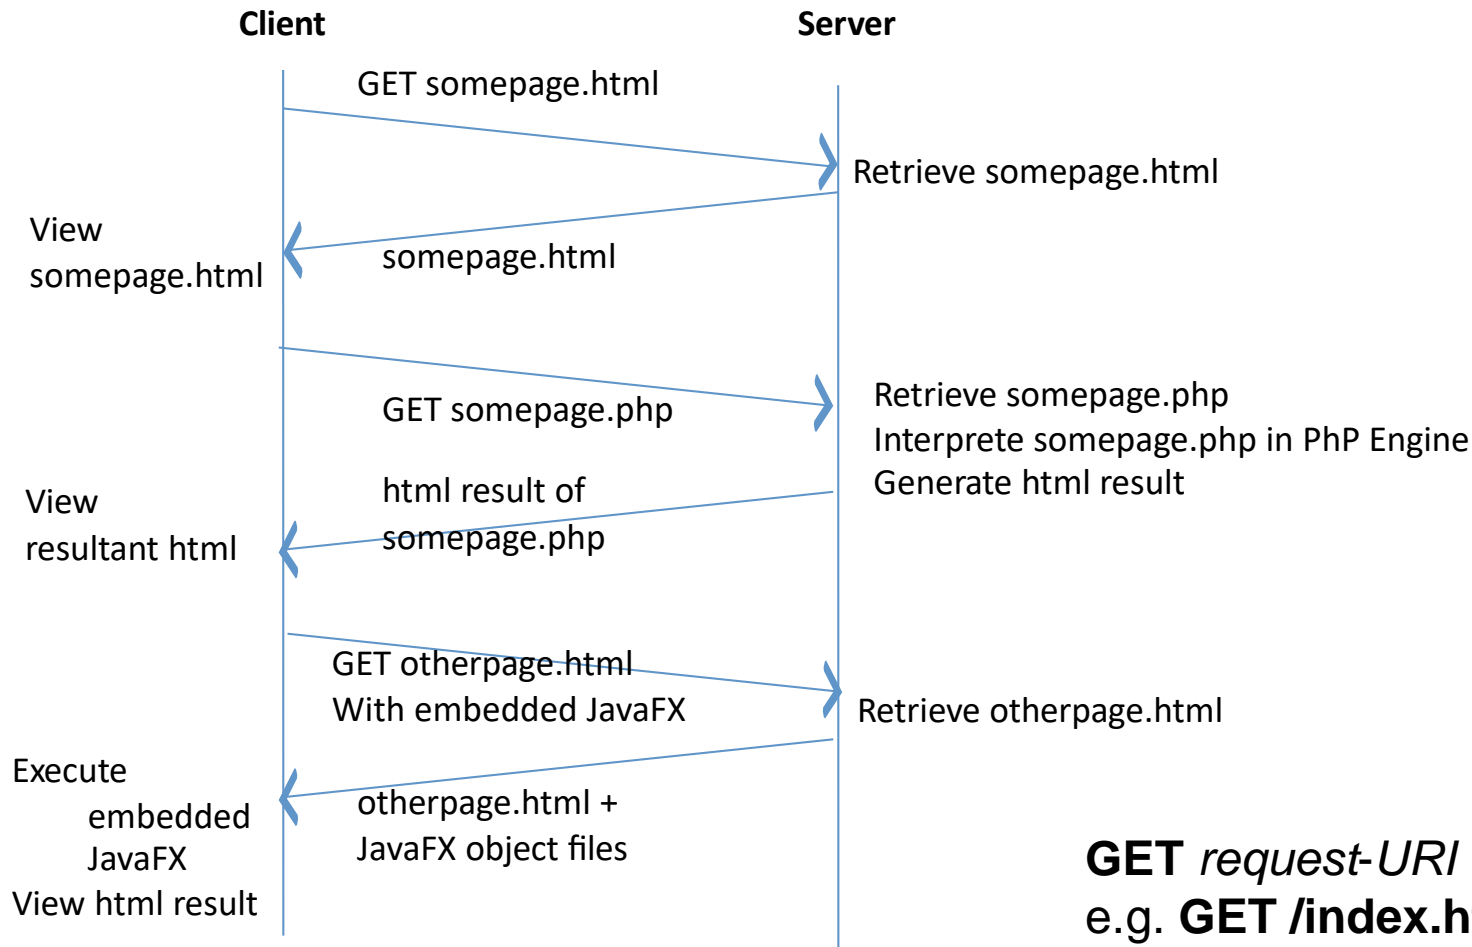 Client
Server
GET somepage.html
Retrieve somepage.html
View
somepage.html
somepage.html
GET somepage.php
Retrieve somepage.php
Interprete somepage.php in PhP Engine
Generate html result
View
resultant html
html result of
somepage.php
GET otherpage.html
With embedded JavaFX
Retrieve otherpage.html
Execute
embedded
JavaFX
View html result
otherpage.html +
JavaFX object files
GET request-URI
e.g. GET /index.h